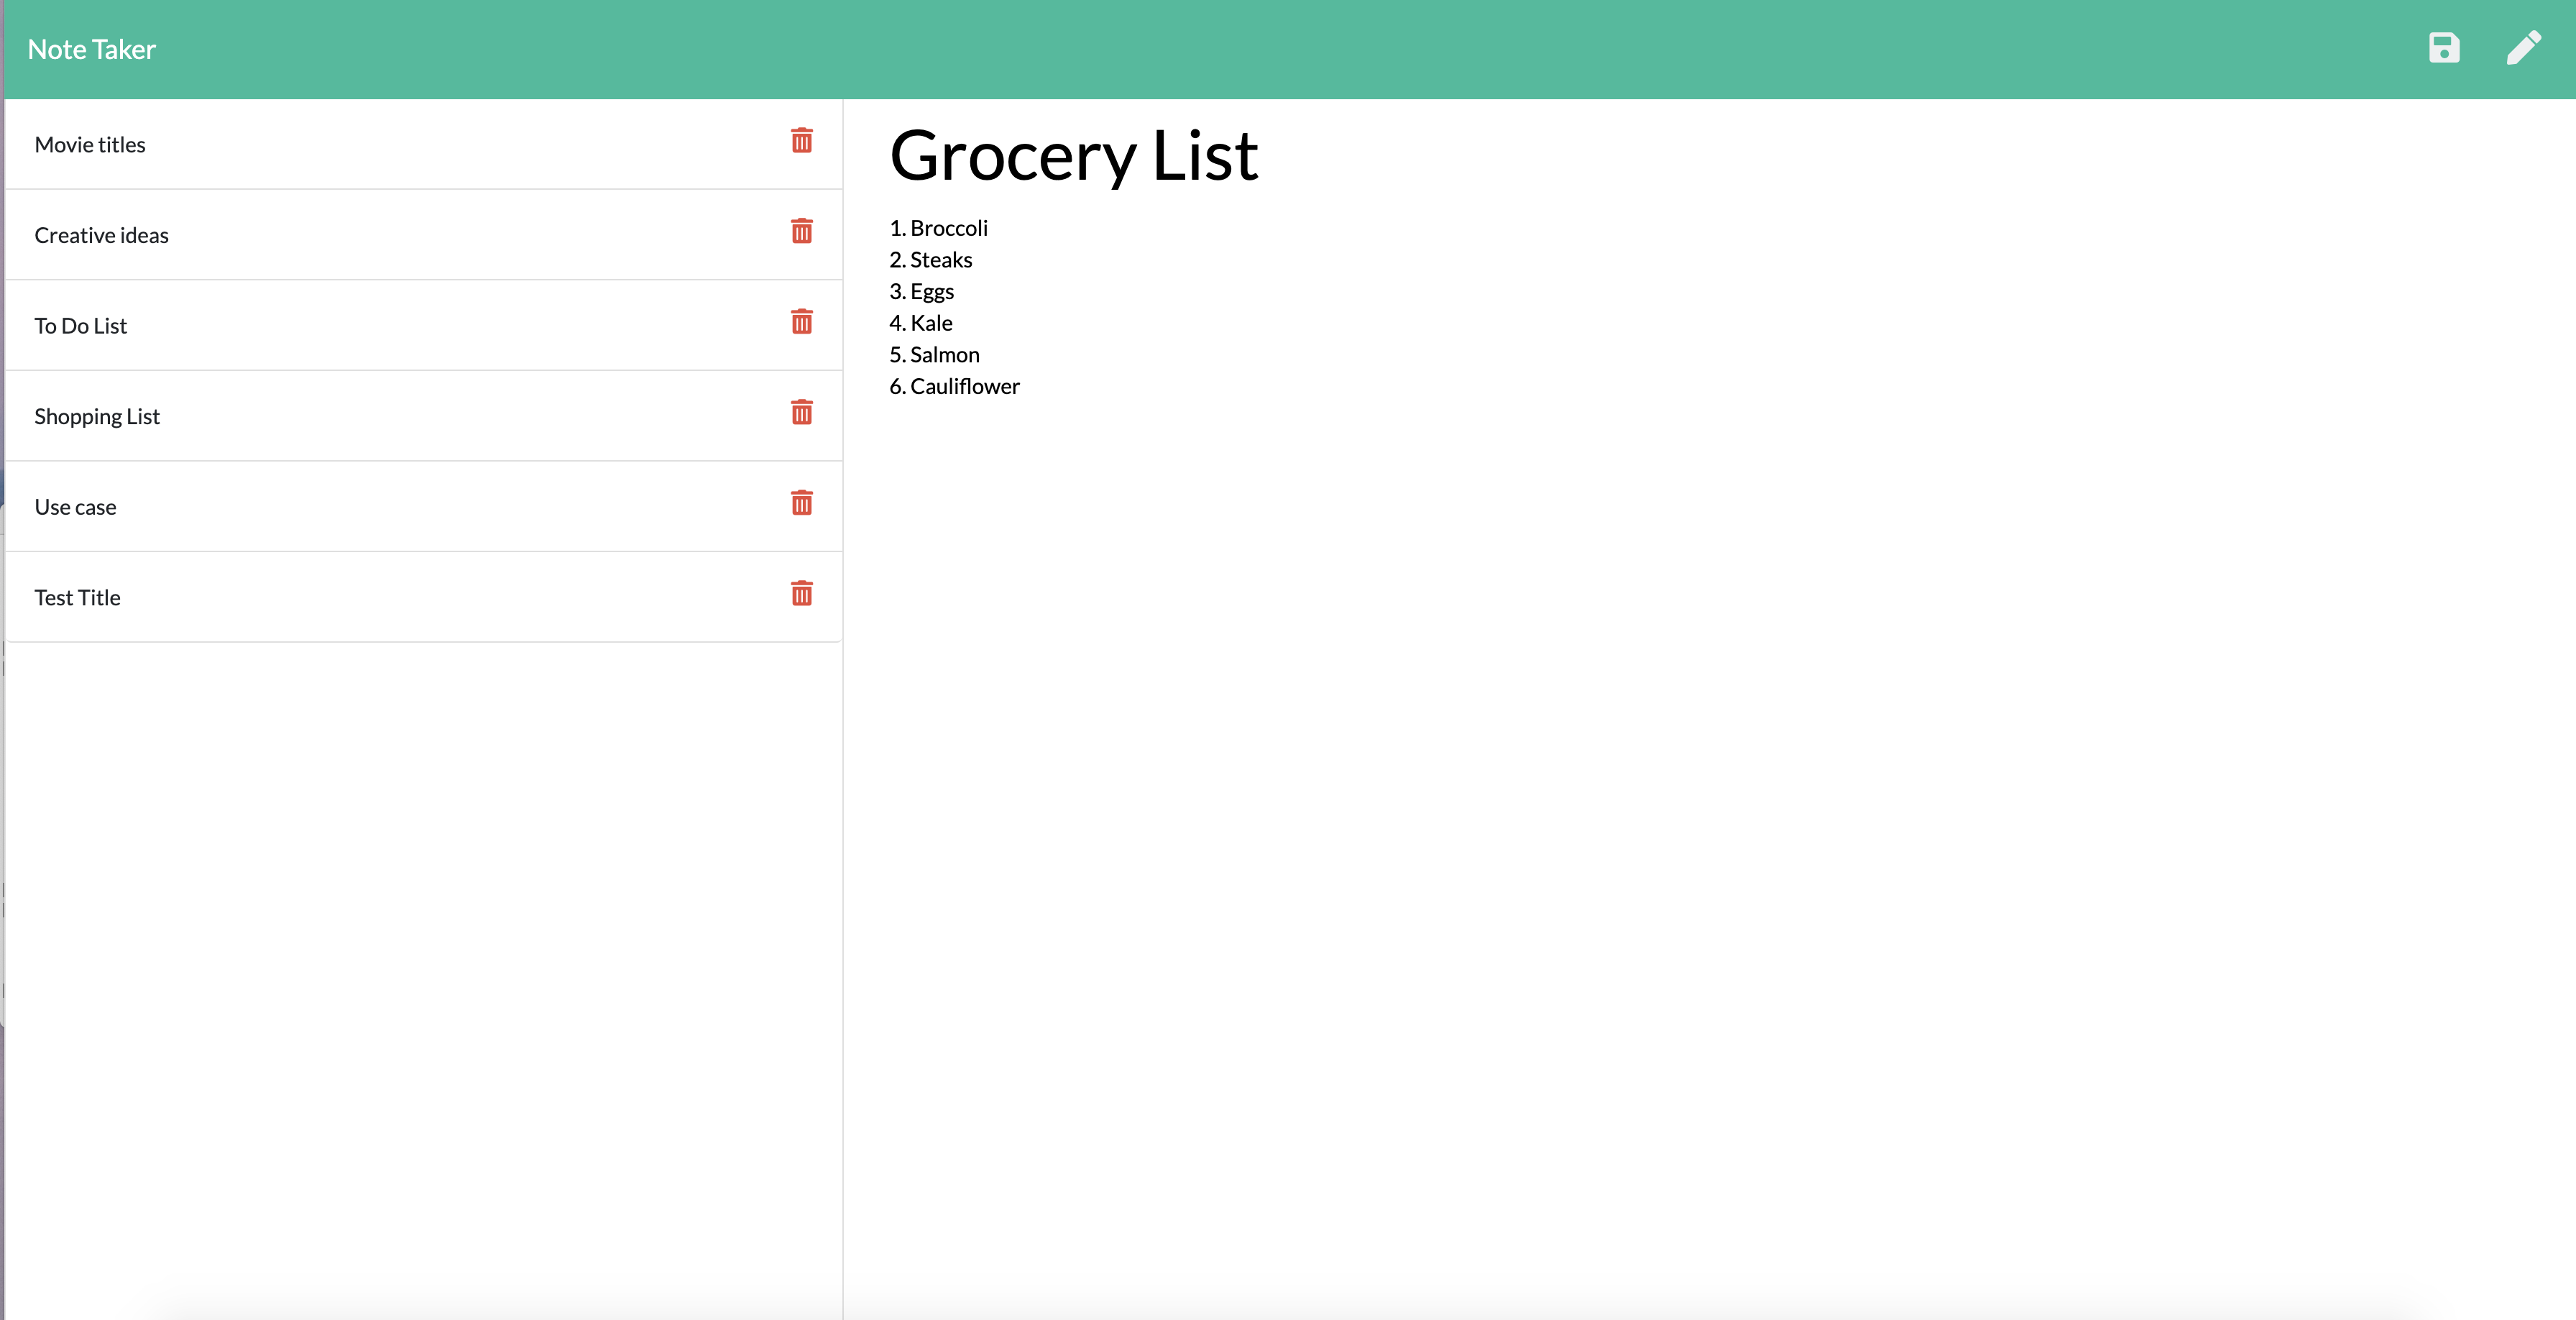 Note Taker
Movie titles
Creative ideas
To Do List
Shopping List
Use case
Test Title
Grocery List
1. Broccoli
2. Steaks
3. Eggs
4. Kale
5. Salmon
6. Cauliflower